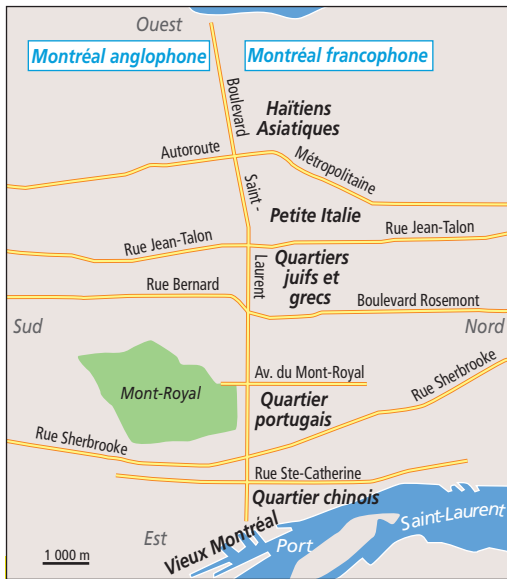 Ouest
Montréal anglophone
Montréal francophone
Boulevard
Haïtiens
Asiatiques
Autoroute
Métropolitaine
Saint-
Petite Italie
Rue Jean-Talon
Rue Jean-Talon
Laurent
Quartiers
juifs et
grecs
Rue Bernard
Boulevard Rosemont
Sud
Nord
Mont-Royal
Av. du Mont-Royal
Rue Sherbrooke
Quartier
portugais
Rue Sherbrooke
Rue Ste-Catherine
Quartier chinois
Est
Vieux Montréal
Port
Saint-Laurent
1 000 m